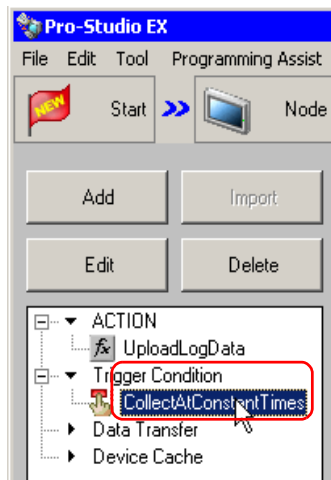 Pro-Studio EX
File Edit Tool Programming Assist
NEW Start Node
Add Import
Edit Delete
ACTION
fx UploadLogData
Trigger Condition
CollectAtConstantTimes
Data Transfer
Device Cache